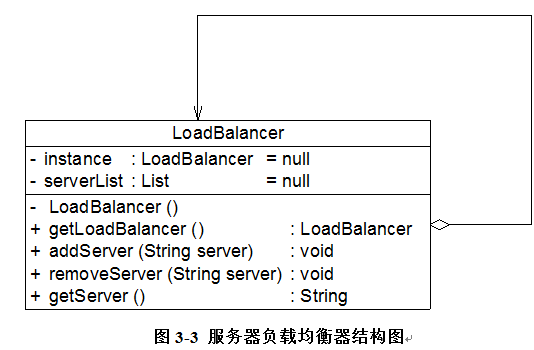 LoadBalancer
- instance : LoadBalancer = null
- serverList : List = null
- LoadBalancer ()
+ getLoadBalancer () : LoadBalancer
+ addServer (String server) : void
+ removeServer (String server) : void
+ getServer () : String
图 3-3 服务器负载均衡器结构图